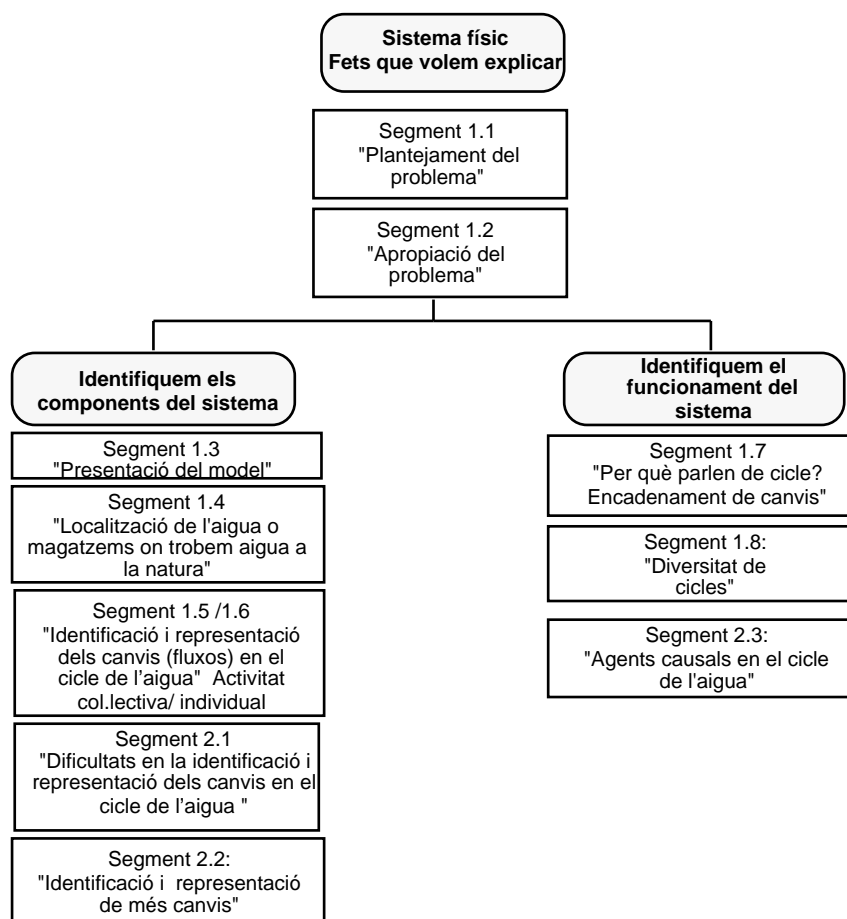 Sistema físic
Fets que volem explicar
Segment 1.1
"Plantejament del
problema"
Segment 1.2
"Apropiació del
problema"
Identifiquem els
components del sistema
Segment 1.3
"Presentació del model"
Segment 1.4
"Localització de l'aigua o
magatzems on trobem aigua a
la natura"
Segment 1.5 /1.6
"Identificació i representació
dels canvis (fluxos) en el
cicle de l’aigua" Activitat
col.lectiva/ individual
Segment 2.1
"Dificultats en la identificació i
representació dels canvis en el
cicle de l’aigua "
Segment 2.2:
"Identificació i representació
de més canvis"
Identifiquem el
funcionament del
sistema
Segment 1.7
"Per què parlen de cicle?
Encadenament de canvis"
Segment 1.8:
"Diversitat de
cicles"
Segment 2.3:
"Agents causals en el cicle
de l'aigua"